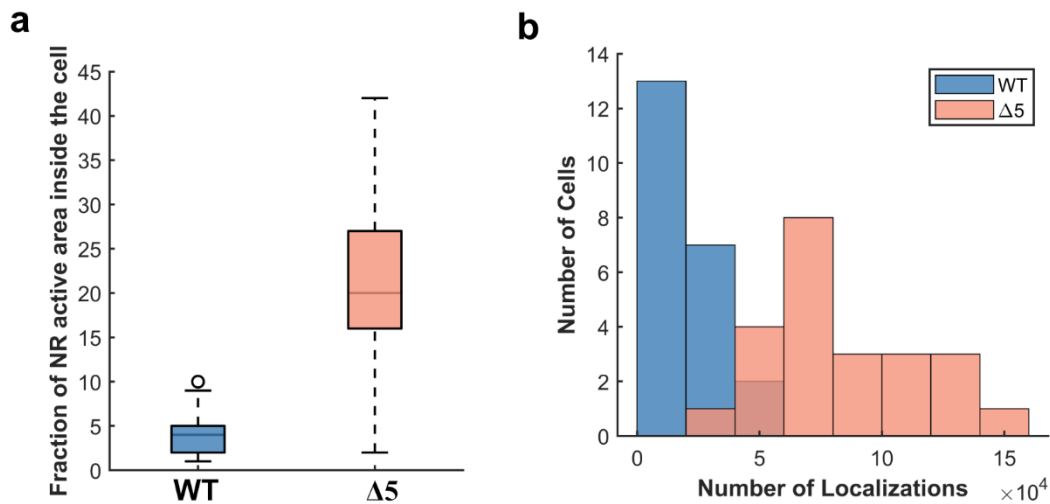 a
Fraction of NR active area inside the cell
45
40
35
30
25
20
15
10
5
0
WT
Δ5
b
Number of Cells
14
12
10
8
6
4
2
0
WT
Δ5
0
5
10
15
×10⁴
Number of Localizations